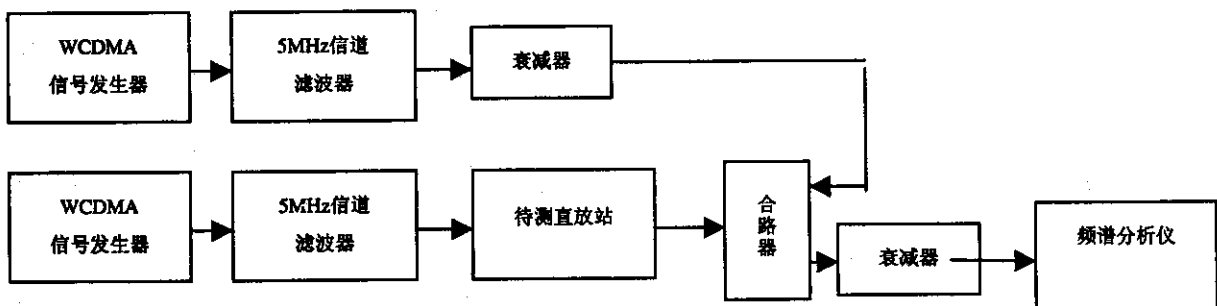 WCDMA
信号发生器
5MHz信道
滤波器
衰减器
WCDMA
信号发生器
5MHz信道
滤波器
待测直放站
合路器
衰减器
频谱分析仪